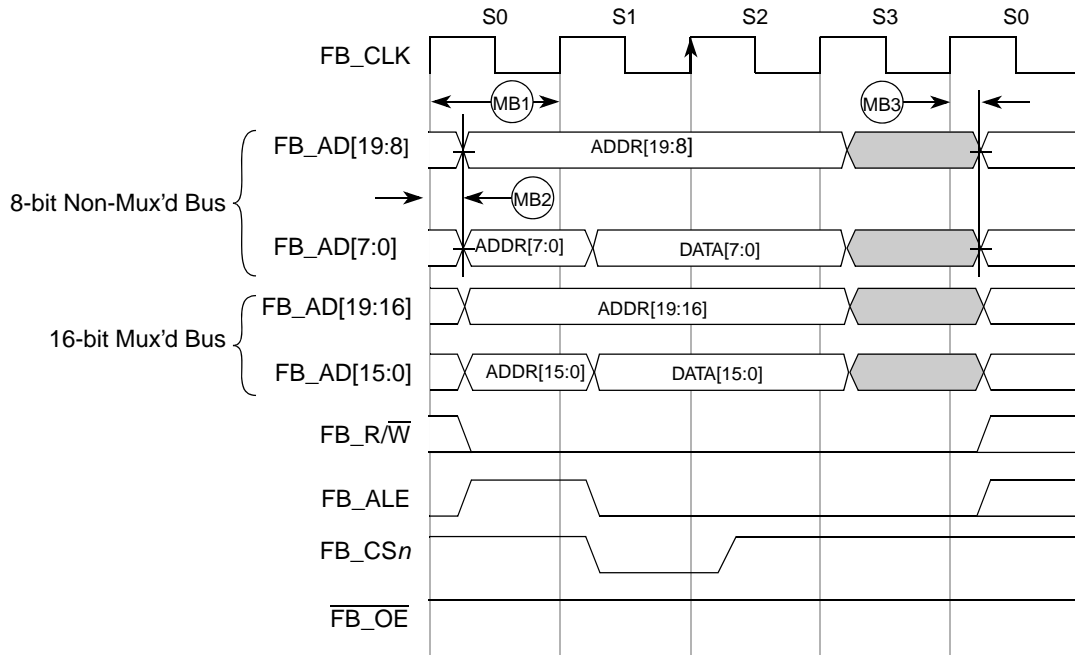 S0 S1 S2 S3 S0
FB_CLK
MB1 MB3
FB_AD[19:8] ADDR[19:8]
8-bit Non-Mux'd Bus
MB2
FB_AD[7:0] ADDR[7:0] DATA[7:0]
FB_AD[19:16] ADDR[19:16]
16-bit Mux'd Bus
FB_AD[15:0] ADDR[15:0] DATA[15:0]
FB_R/W̅
FB_ALE
FB_CSn
F̅B̅_̅O̅E̅